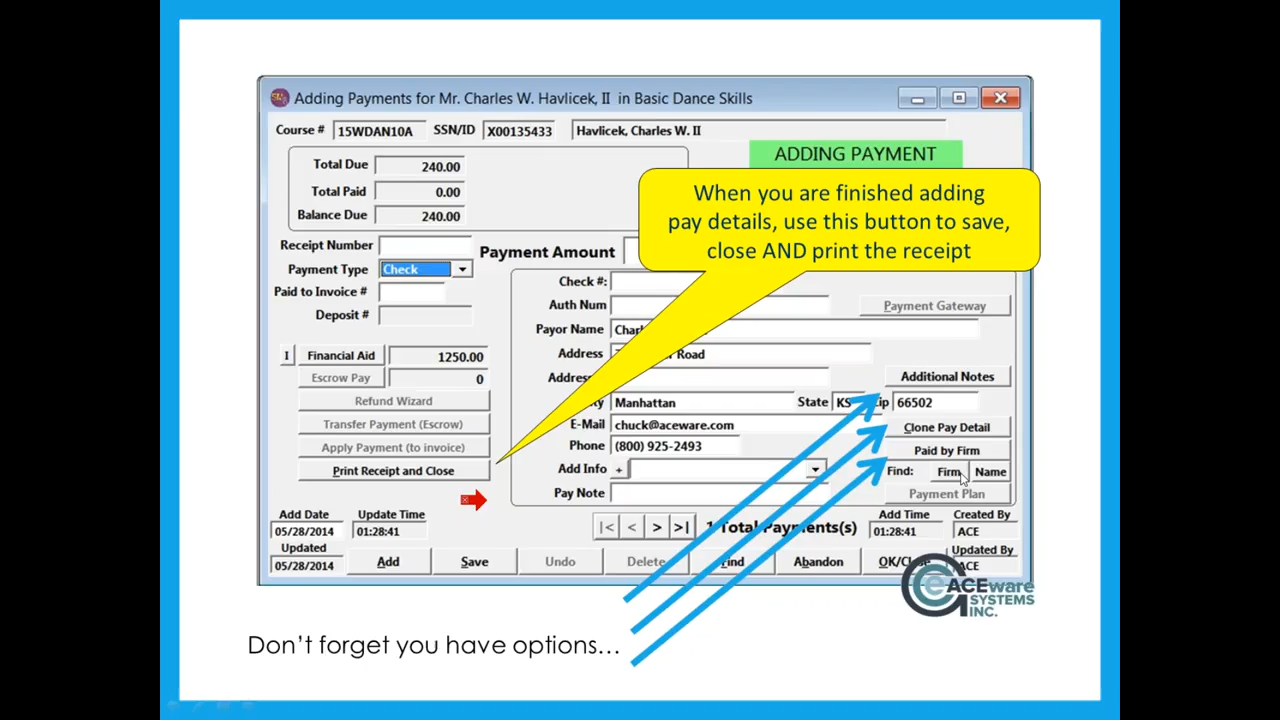 Adding Payments for Mr. Charles W. Havlicek, II in Basic Dance Skills
Course # 15WDAN10A SSN/ID X00135433 Havlicek, Charles W. II
ADDING PAYMENT
Total Due 240.00
Total Paid 0.00
Balance Due 240.00
When you are finished adding
pay details, use this button to save,
close AND print the receipt
Receipt Number
Payment Amount
Payment Type Check
Paid to Invoice #
Deposit #
Check #:
Auth Num
Payment Gateway
Payor Name
Address Road
I Financial Aid 1250.00
Escrow Pay 0
Additional Notes
Refund Wizard
Manhattan State KS 66502
Transfer Payment (Escrow)
E-Mail chuck@aceware.com
Clone Pay Detail
Apply Payment (to invoice)
Phone (800) 925-2493
Paid by Firm
Print Receipt and Close
Add Info +
Find: Firm Name
Pay Note
Payment Plan
Add Date Update Time
05/28/2014 01:28:41
|< < > >| 1 Total Payments(s)
Add Time Created By
01:28:41 ACE
Updated
05/28/2014
Updated By
ACE
Add Save Undo Delete Find Abandon
ACEware
SYSTEMS
INC.
Don't forget you have options...